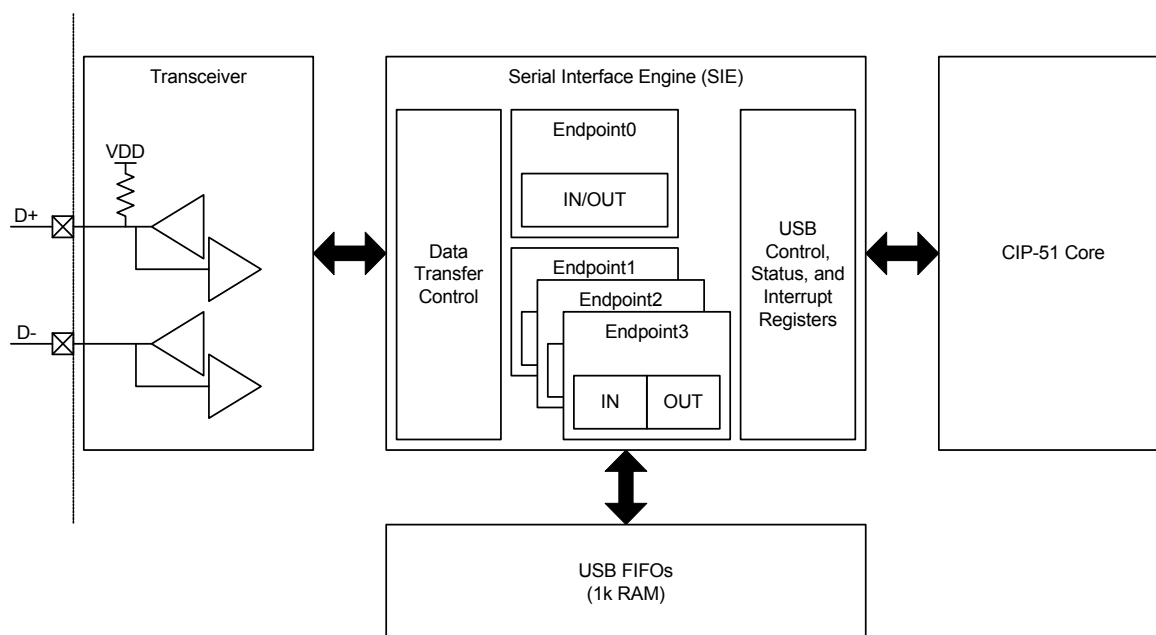 Transceiver
VDD
D+
D-
Serial Interface Engine (SIE)
Data
Transfer
Control
Endpoint0
IN/OUT
Endpoint1
Endpoint2
Endpoint3
IN
OUT
USB
Control,
Status, and
Interrupt
Registers
CIP-51 Core
USB FIFOs
(1k RAM)